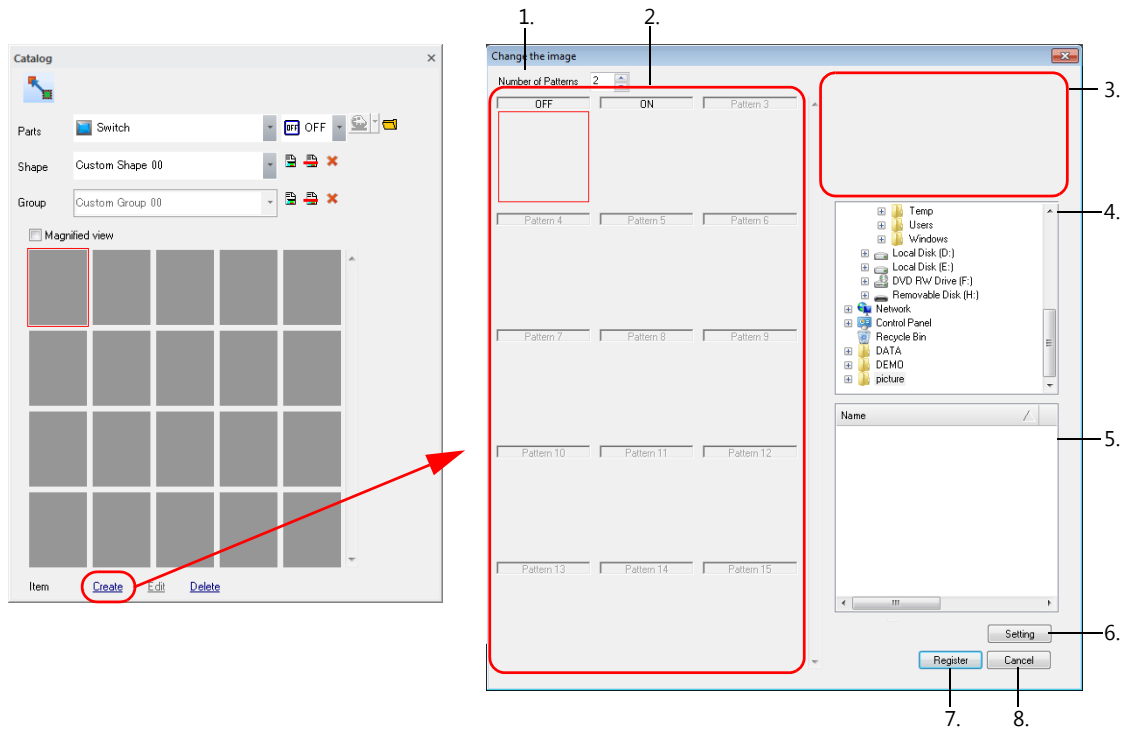 1.
2.
Catalog
Parts
Switch
OFF
OFF
Shape
Custom Shape 00
Group
Custom Group 00
Magnified view
Item
Create
Edit
Delete
Change the image
Number of Patterns
2
OFF
ON
Pattern 3
Pattern 4
Pattern 5
Pattern 6
Pattern 7
Pattern 8
Pattern 9
Pattern 10
Pattern 11
Pattern 12
Pattern 13
Pattern 14
Pattern 15
3.
4.
Temp
Users
Windows
Local Disk (D:)
Local Disk (E:)
DVD RW Drive (F:)
Removable Disk (H:)
Network
Control Panel
Recycle Bin
DATA
DEMO
picture
Name
5.
Setting
6.
Register
Cancel
7.
8.